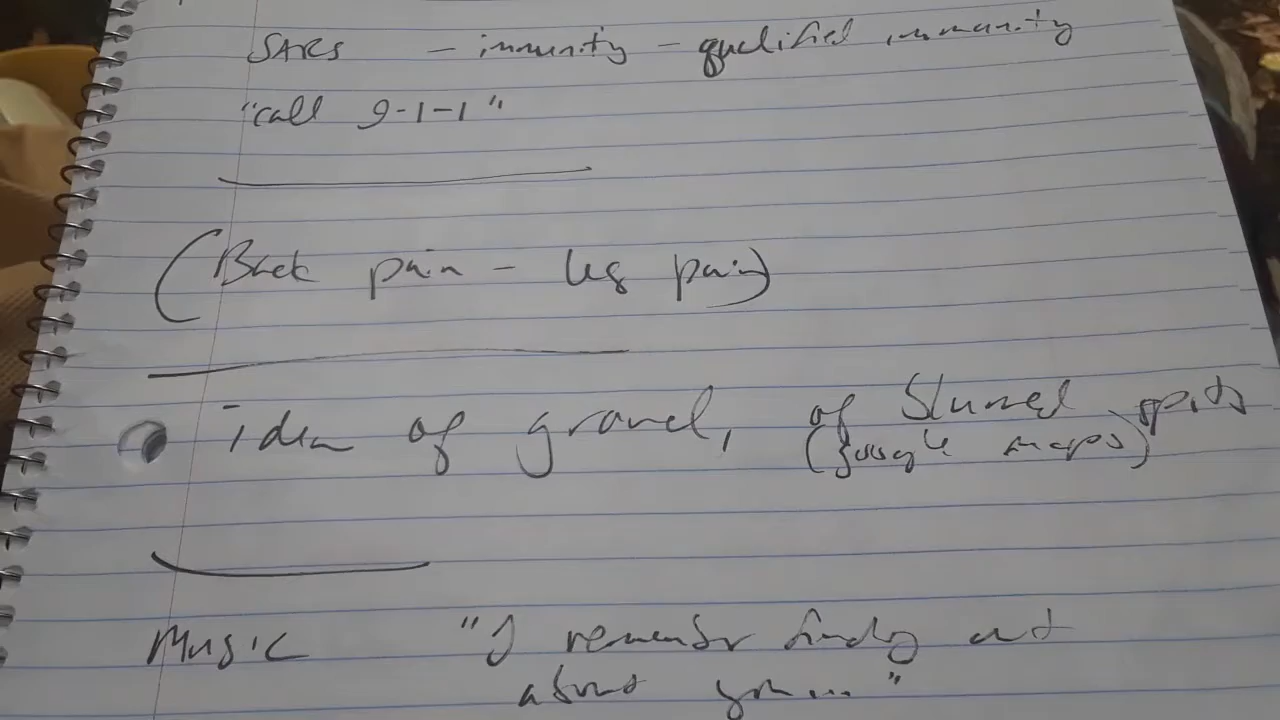 SARS - immunity - qualified immunity
"call 9-1-1"
(Back pain - leg pain)
idea of gravel, of Slurred spots
(google maps)
Music "I remember finding out
about you..."